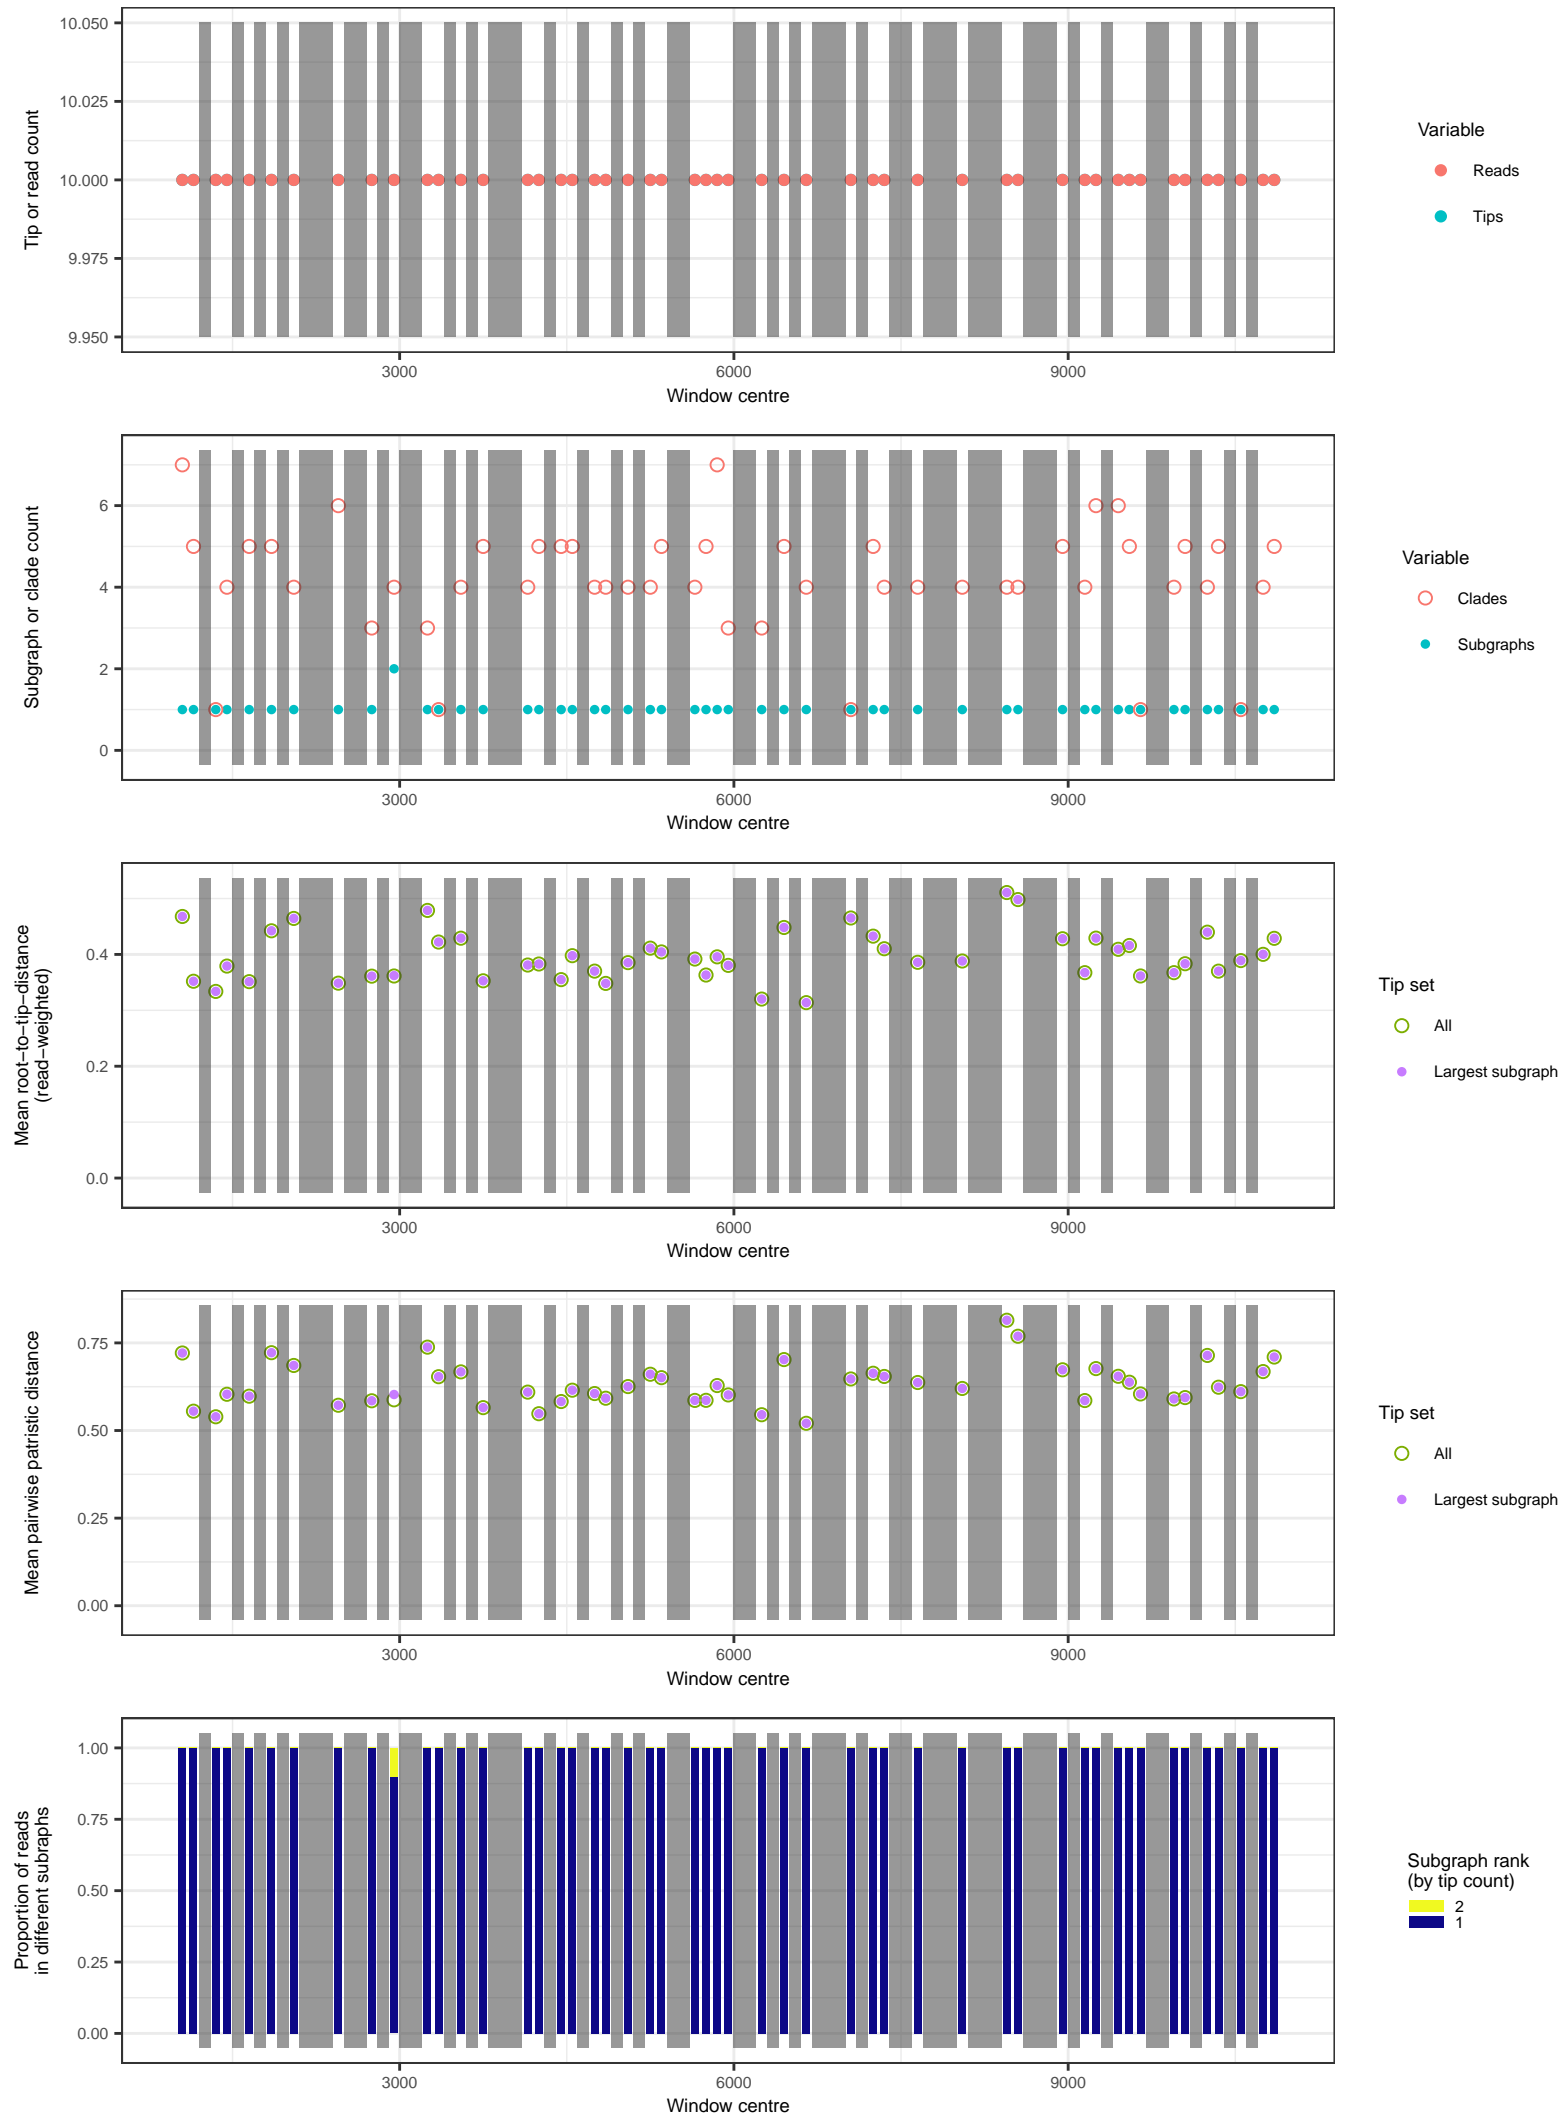 10.050
10.025
10.000
9.975
9.950
Tip or read count
3000
6000
9000
Window centre
Variable
Reads
Tips
6
4
2
0
Subgraph or clade count
3000
6000
9000
Window centre
Variable
Clades
Subgraphs
0.4
0.2
0.0
Mean root−to−tip−distance
(read−weighted)
3000
6000
9000
Window centre
Tip set
All
Largest subgraph
0.75
0.50
0.25
0.00
Mean pairwise patristic distance
3000
6000
9000
Window centre
Tip set
All
Largest subgraph
1.00
0.75
0.50
0.25
0.00
Proportion of reads
in different subraphs
3000
6000
9000
Window centre
Subgraph rank
(by tip count)
2
1